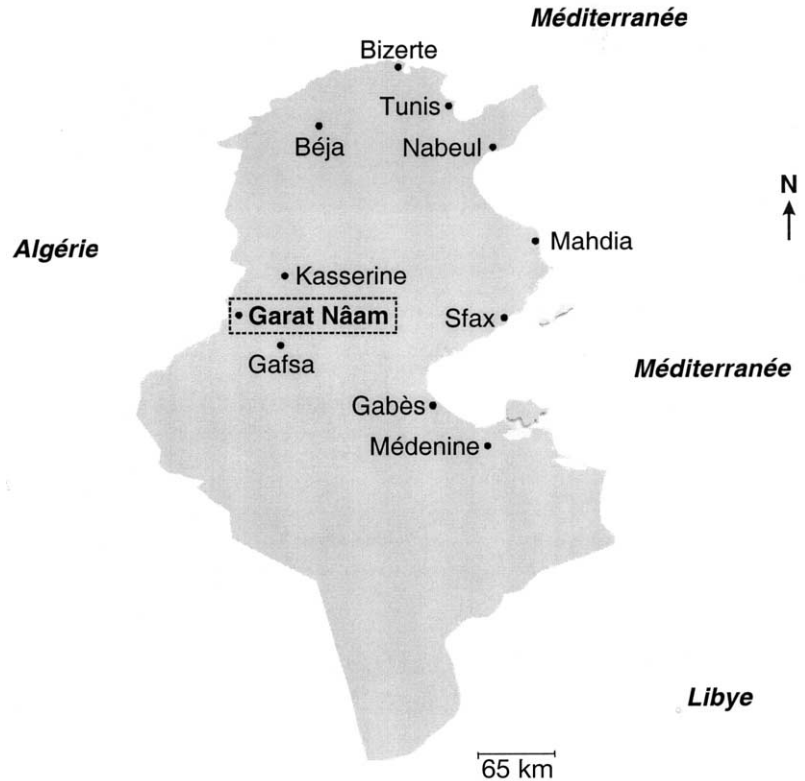 Méditerranée
Bizerte
Tunis
Béja
Nabeul
N
Algérie
Mahdia
Kasserine
Garat Nâam
Sfax
Gafsa
Méditerranée
Gabès
Médenine
Libye
65 km